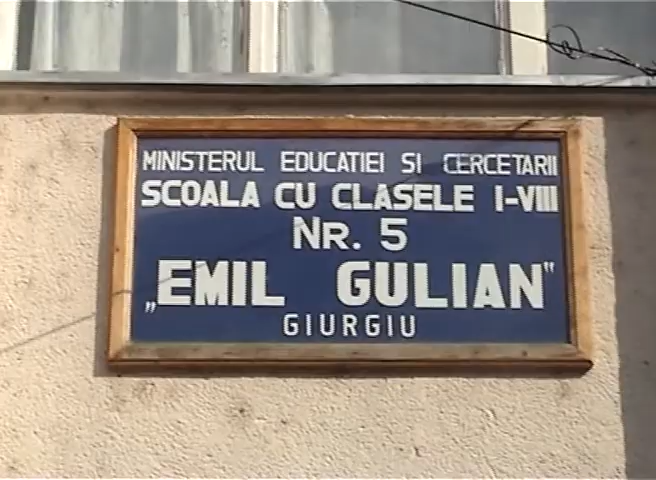 MINISTERUL EDUCATIEI SI CERCETARII
SCOALA CU CLASELE I-VIII
NR. 5
„EMIL GULIAN”
GIURGIU